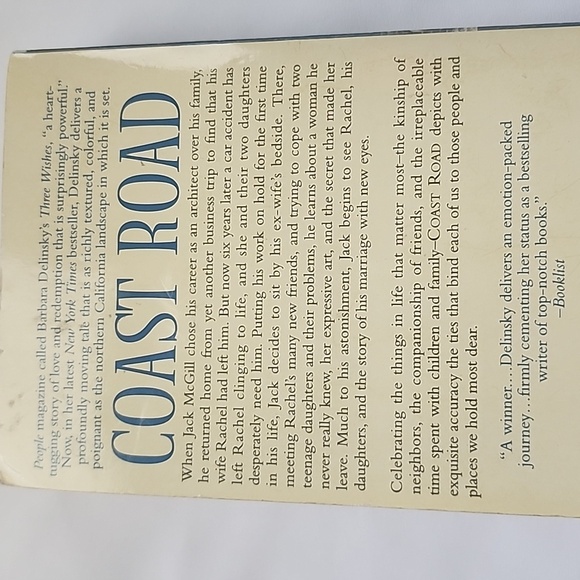 People magazine called Barbara Delinsky's Three Wishes, "a heart-
tugging story of love and redemption that is surprisingly powerful."
Now, in her latest New York Times bestseller, Delinsky delivers a
profoundly moving tale that is as richly textured, colorful, and
poignant as the northern California landscape in which it is set.
COAST ROAD
When Jack McGill chose his career as an architect over his family,
he returned home from yet another business trip to find that his
wife Rachel had left him. But now six years later a car accident has
left Rachel clinging to life, and she and their two daughters
desperately need him. Putting his work on hold for the first time
in his life, Jack decides to sit by his ex-wife's bedside. There,
meeting Rachel's many new friends, and trying to cope with two
teenage daughters and their problems, he learns about a woman he
never really knew, her expressive art, and the secret that made her
leave. Much to his astonishment, Jack begins to see Rachel, his
daughters, and the story of his marriage with new eyes.
Celebrating the things in life that matter most–the kinship of
neighbors, the companionship of friends, and the irreplaceable
time spent with children and family–COAST ROAD depicts with
exquisite accuracy the ties that bind each of us to those people and
places we hold most dear.
"A winner…Delinsky delivers an emotion-packed
journey…firmly cementing her status as a bestselling
writer of top-notch books."
–Booklist